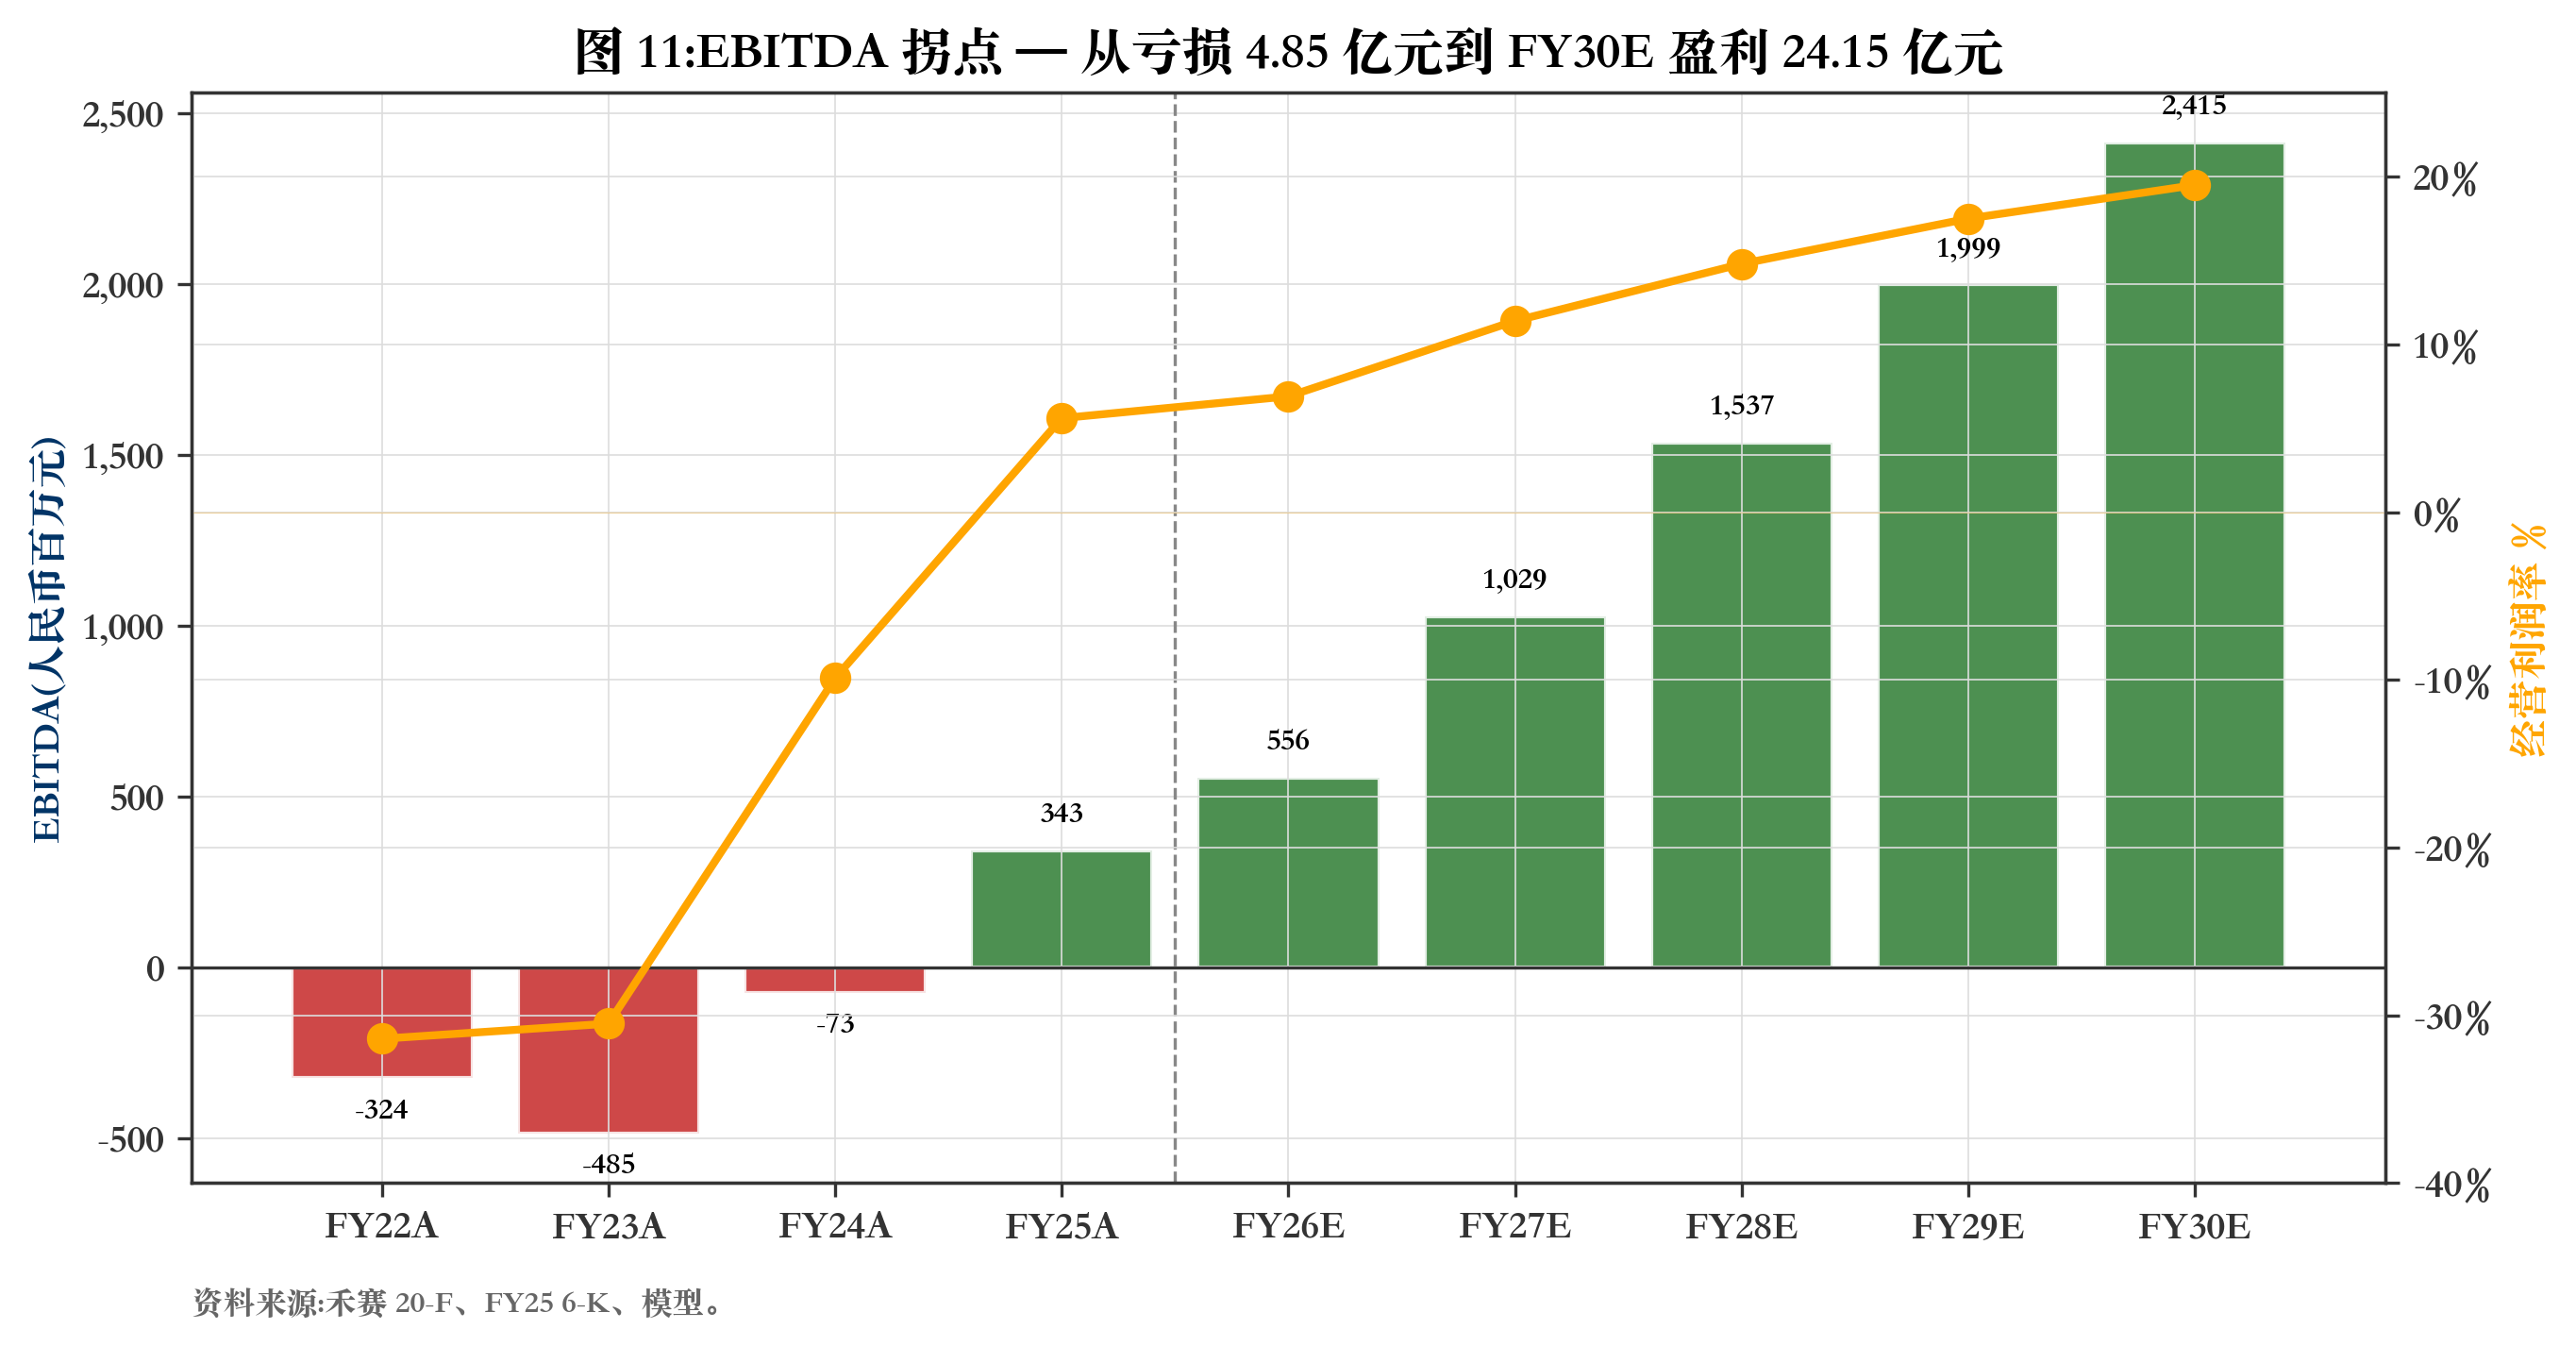 图 11:EBITDA 拐点 — 从亏损 4.85 亿元到 FY30E 盈利 24.15 亿元
EBITDA(人民币百万元)
2,500
2,000
1,500
1,000
500
0
-500
-324
-485
-73
343
556
1,029
1,537
1,999
2,415
20%
10%
0%
-10%
-20%
-30%
-40%
经营利润率 %
FY22A
FY23A
FY24A
FY25A
FY26E
FY27E
FY28E
FY29E
FY30E
资料来源:禾赛 20-F、FY25 6-K、模型。